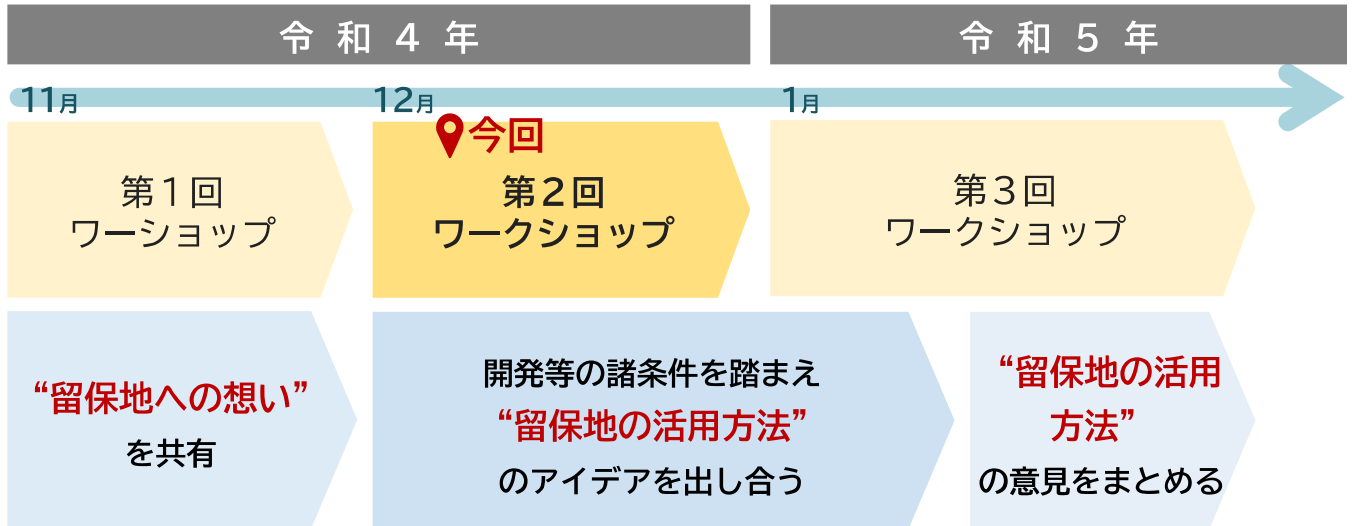 令和４年
令和５年
11月
12月
1月
今回
第１回
ワーショップ
第２回
ワークショップ
第３回
ワークショップ
“留保地への想い”
を共有
開発等の諸条件を踏まえ
“留保地の活用方法”
のアイデアを出し合う
“留保地の活用
方法”
の意見をまとめる